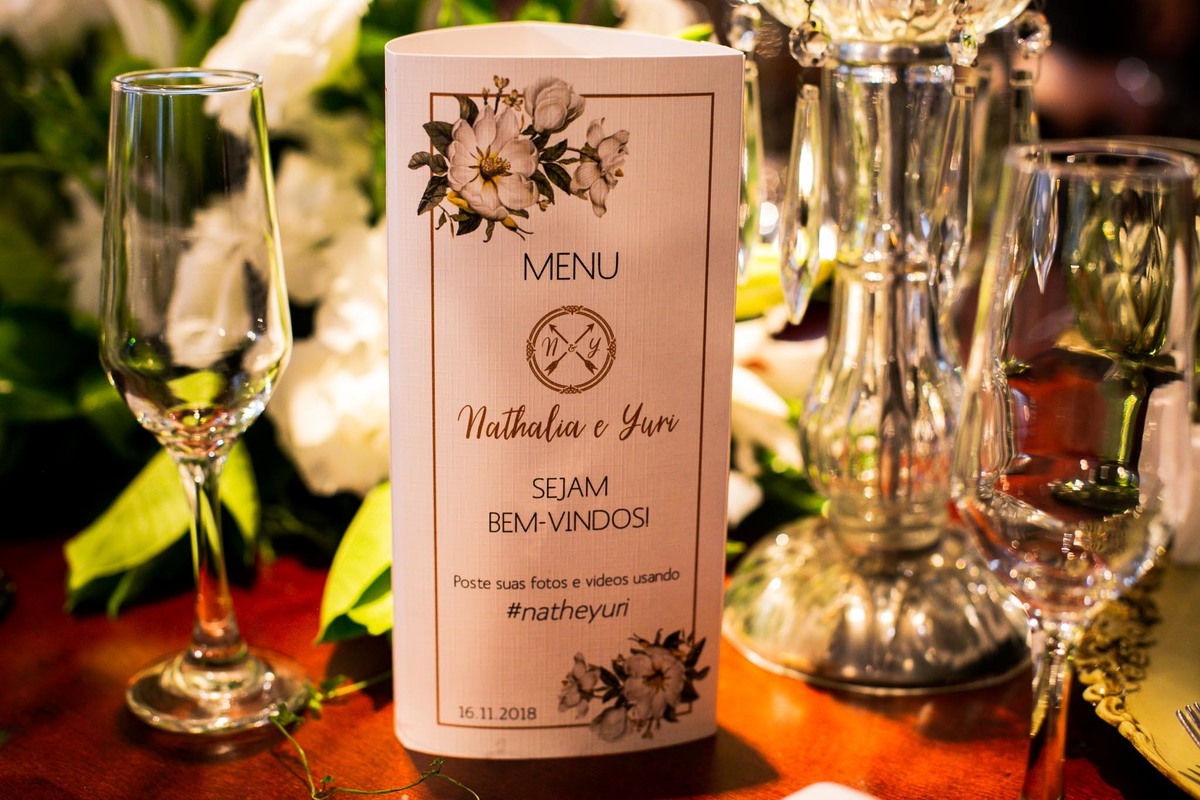 MENU
N & Y
Nathalia e Yuri
SEJAM
BEM-VINDOS!
Poste suas fotos e videos usando
#natheyuri
16.11.2018